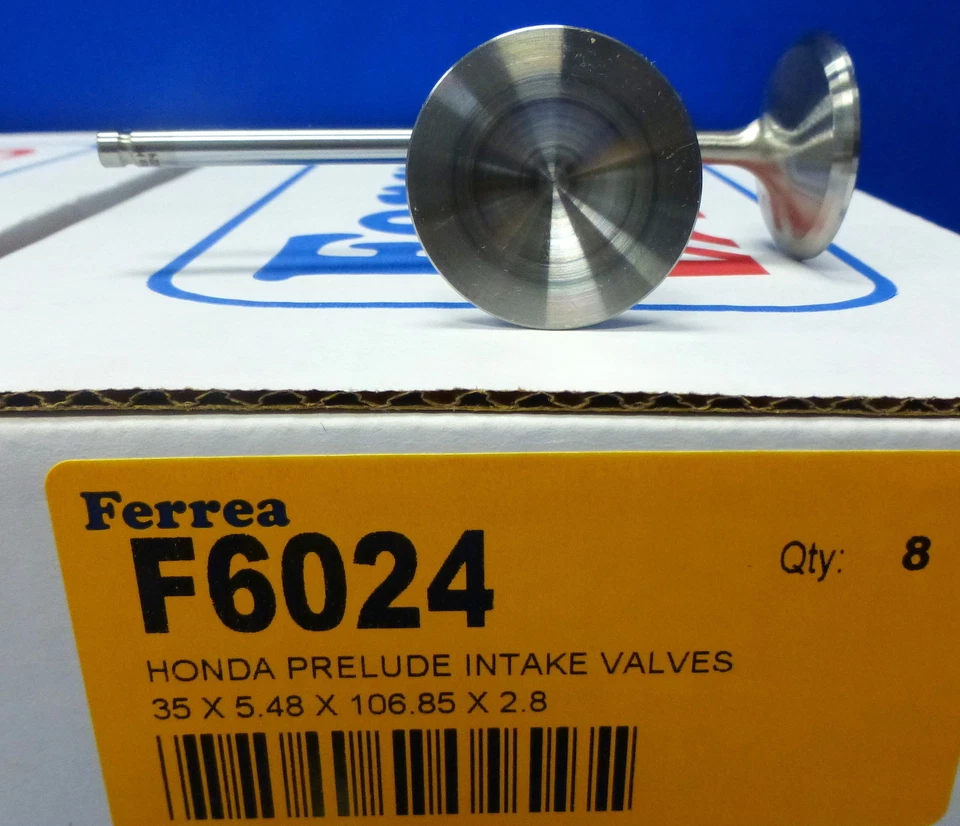 Ferrea
F6024
Qty: 8
HONDA PRELUDE INTAKE VALVES
35 X 5.48 X 106.85 X 2.8